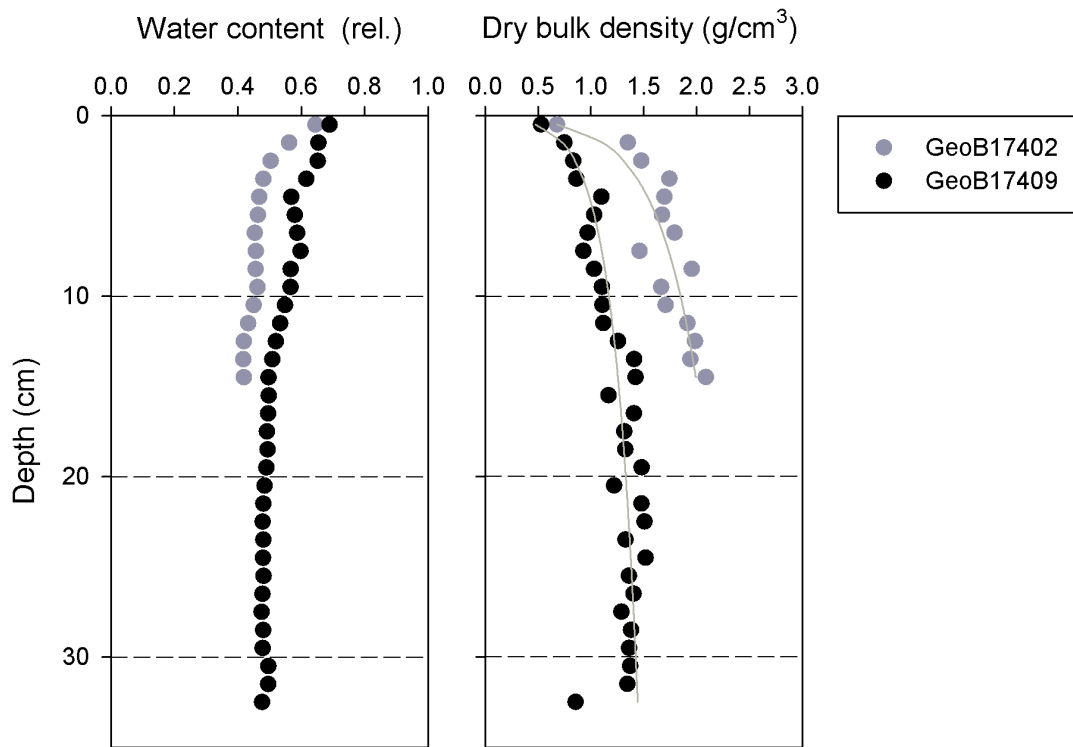 Water content (rel.)
Dry bulk density (g/cm³)
0.0 0.2 0.4 0.6 0.8 1.0
0.0 0.5 1.0 1.5 2.0 2.5 3.0
0
10
20
30
Depth (cm)
GeoB17402
GeoB17409